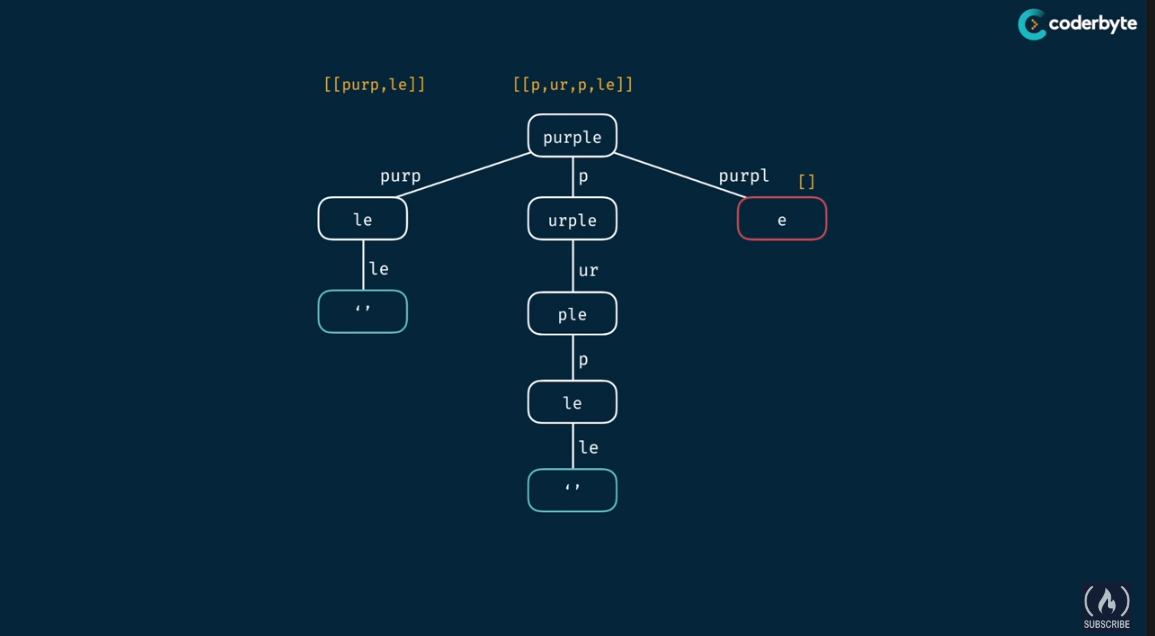 coderbyte
[[purp,le]] [[p,ur,p,le]]
purple
purp p purpl []
le urple e
le ur
‘’ ple
p
le
le
‘’
SUBSCRIBE